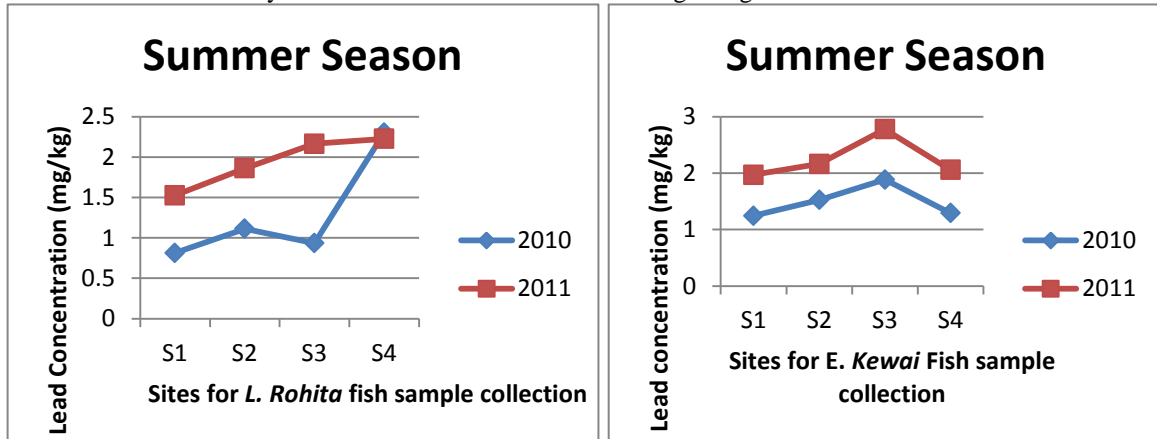 Summer Season
Lead Concentration (mg/kg)
2.5
2
1.5
1
0.5
0
S1 S2 S3 S4
2010
2011
Sites for L. Rohita fish sample collection
Summer Season
Lead concentration (mg/kg)
3
2
1
0
S1 S2 S3 S4
2010
2011
Sites for E. Kewai Fish sample
collection